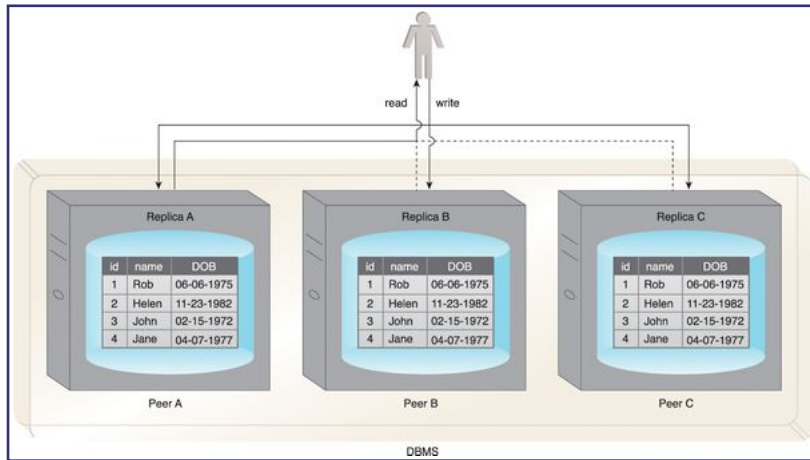 read write
Replica A Replica B Replica C
id name DOB id name DOB id name DOB
1 Rob 06-06-1975 1 Rob 06-06-1975 1 Rob 06-06-1975
2 Helen 11-23-1982 2 Helen 11-23-1982 2 Helen 11-23-1982
3 John 02-15-1972 3 John 02-15-1972 3 John 02-15-1972
4 Jane 04-07-1977 4 Jane 04-07-1977 4 Jane 04-07-1977
Peer A Peer B Peer C
DBMS